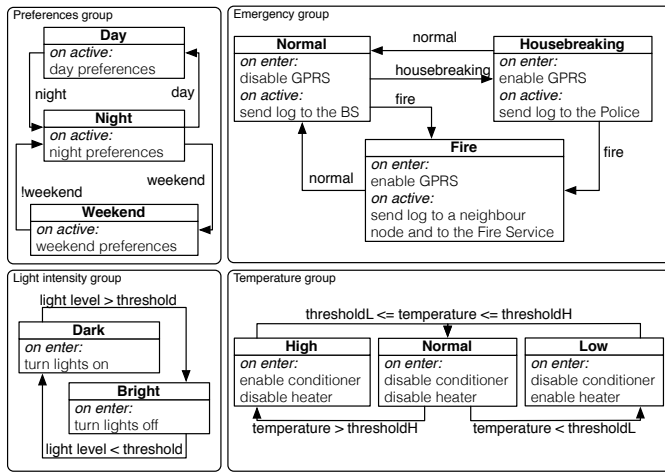 Preferences group
Day
on active:
day preferences
night
day
Night
on active:
night preferences
weekend
!weekend
Weekend
on active:
weekend preferences
Emergency group
Normal
on enter:
disable GPRS
on active:
send log to the BS
normal
housebreaking
fire
Housebreaking
on enter:
enable GPRS
on active:
send log to the Police
fire
normal
Fire
on enter:
enable GPRS
on active:
send log to a neighbour
node and to the Fire Service
Light intensity group
light level > threshold
Dark
on enter:
turn lights on
Bright
on enter:
turn lights off
light level < threshold
Temperature group
thresholdL <= temperature <= thresholdH
High
on enter:
enable conditioner
disable heater
Normal
on enter:
disable conditioner
disable heater
Low
on enter:
disable conditioner
enable heater
temperature > thresholdH
temperature < thresholdL